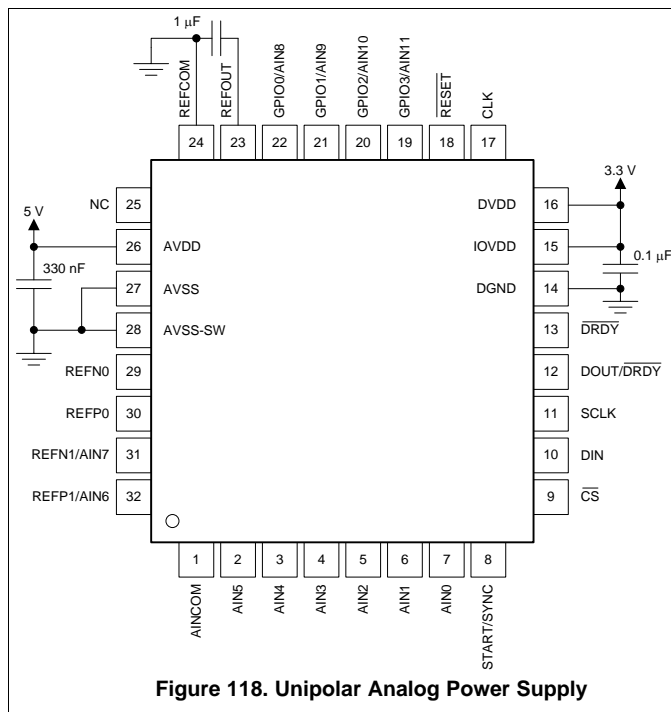 1 μF
REFCOM
REFOUT
GPIO0/AIN8
GPIO1/AIN9
GPIO2/AIN10
GPIO3/AIN11
RESET
CLK
24 23 22 21 20 19 18 17
NC 25
5 V
26 AVDD
330 nF
27 AVSS
28 AVSS-SW
REFN0 29
REFP0 30
REFN1/AIN7 31
REFP1/AIN6 32
DVDD 16
3.3 V
IOVDD 15
0.1 μF
DGND 14
13 DRDY
12 DOUT/DRDY
11 SCLK
10 DIN
9 CS
1 2 3 4 5 6 7 8
AINCOM
AIN5
AIN4
AIN3
AIN2
AIN1
AIN0
START/SYNC
Figure 118. Unipolar Analog Power Supply